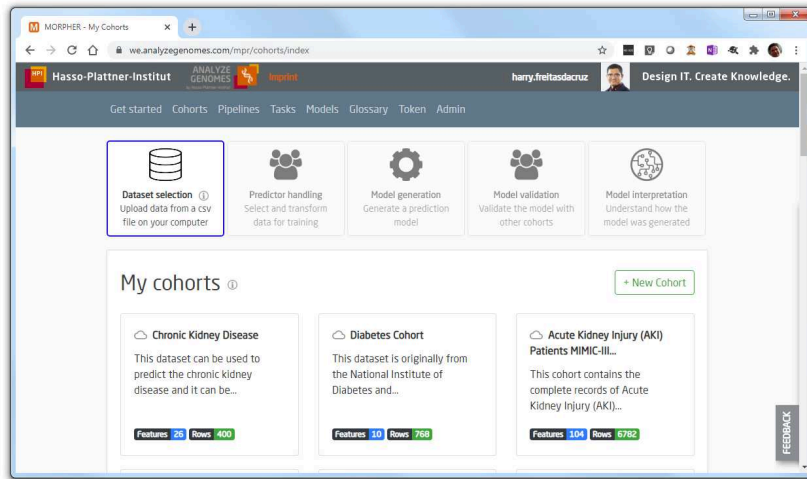 MORPHER - My Cohorts
we.analyzegenomes.com/mpr/cohorts/index
HPI Hasso-Plattner-Institut ANALYZE GENOMES Imprint harry.freitasdacruz Design IT. Create Knowledge.
Get started Cohorts Pipelines Tasks Models Glossary Token Admin
Dataset selection
Upload data from a csv
file on your computer
Predictor handling
Select and transform
data for training
Model generation
Generate a prediction
model
Model validation
Validate the model with
other cohorts
Model interpretation
Understand how the
model was generated
My cohorts
+ New Cohort
Chronic Kidney Disease
This dataset can be used to
predict the chronic kidney
disease and it can be...
Features 26 Rows 400
Diabetes Cohort
This dataset is originally from
the National Institute of
Diabetes and...
Features 10 Rows 768
Acute Kidney Injury (AKI)
Patients MIMIC-III...
This cohort contains the
complete records of Acute
Kidney Injury (AKI)...
Features 104 Rows 6782
FEEDBACK